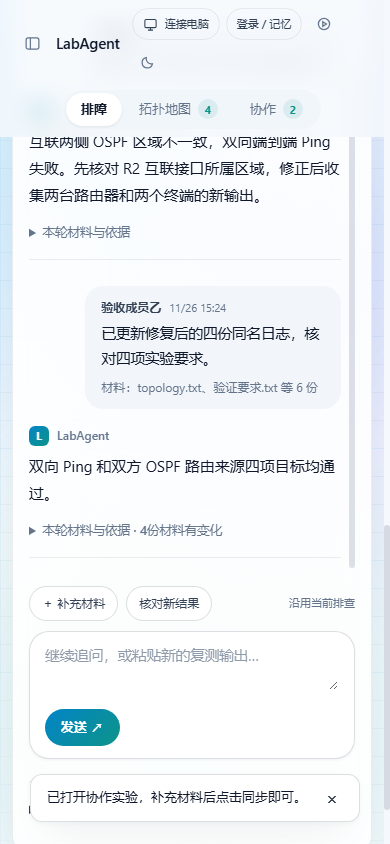 LabAgent
连接电脑
登录 / 记忆
排障
拓扑地图 4
协作 2
互联两侧 OSPF 区域不一致，双向端到端 Ping
失败。先核对 R2 互联接口所属区域，修正后收
集两台路由器和两个终端的新输出。
▶ 本轮材料与依据
验收成员乙 11/26 15:24
已更新修复后的四份同名日志，核
对四项实验要求。
材料：topology.txt、验证要求.txt 等 6 份
L LabAgent
双向 Ping 和双方 OSPF 路由来源四项目标均通
过。
▶ 本轮材料与依据 · 4份材料有变化
+ 补充材料
核对新结果
沿用当前排查
继续追问，或粘贴新的复测输出...
发送 ↗
已打开协作实验，补充材料后点击同步即可。 ×